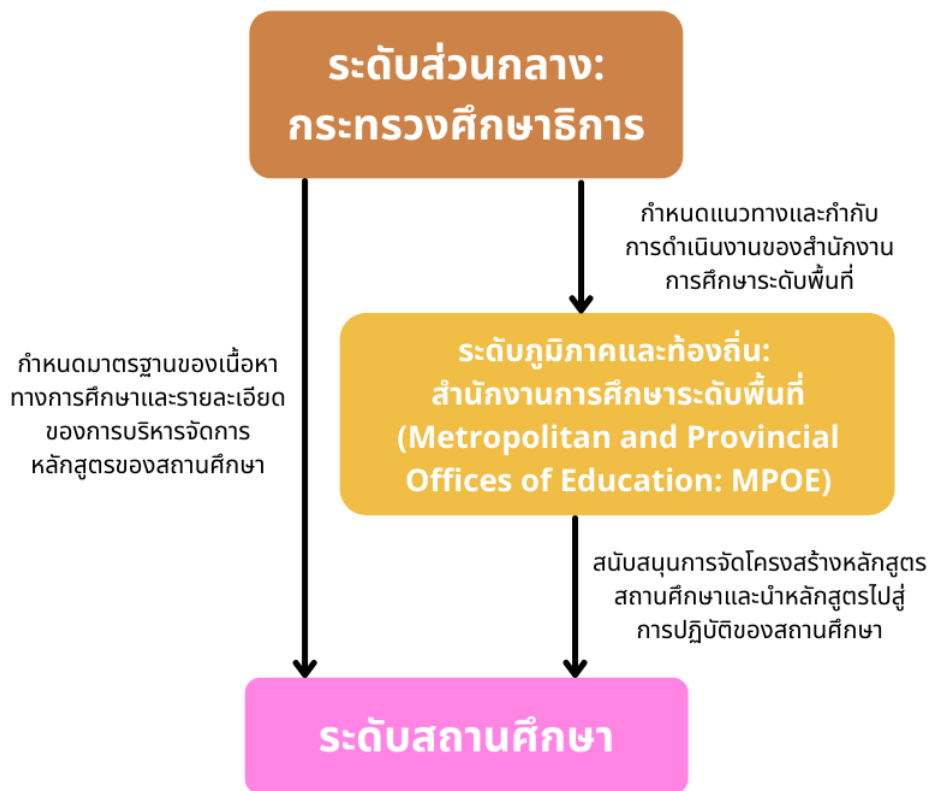 ระดับส่วนกลาง:
กระทรวงศึกษาธิการ
กำหนดแนวทางและกำกับ
การดำเนินงานของสำนักงาน
การศึกษาระดับพื้นที่
ระดับภูมิภาคและท้องถิ่น:
สำนักงานการศึกษาระดับพื้นที่
(Metropolitan and Provincial
Offices of Education: MPOE)
กำหนดมาตรฐานของเนื้อหา
ทางการศึกษาและรายละเอียด
ของการบริหารจัดการ
หลักสูตรของสถานศึกษา
สนับสนุนการจัดโครงสร้างหลักสูตร
สถานศึกษาและนำหลักสูตรไปสู่
การปฏิบัติของสถานศึกษา
ระดับสถานศึกษา